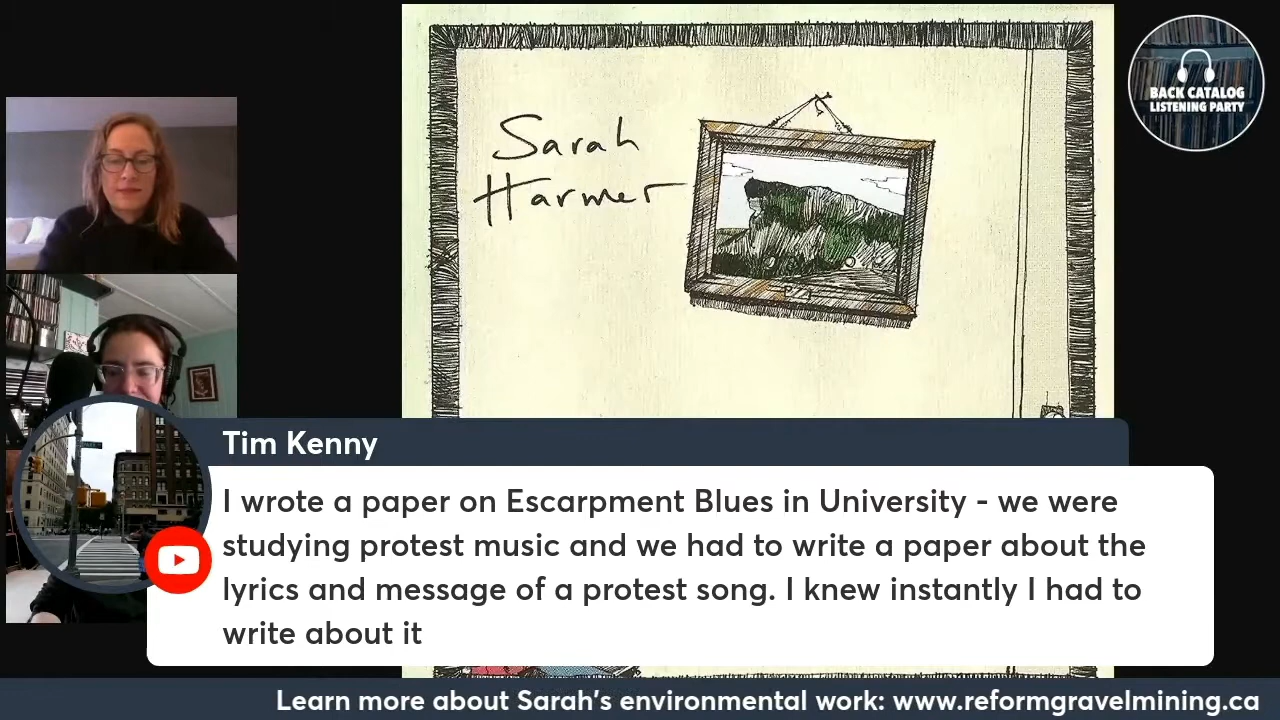 BACK CATALOG
LISTENING PARTY
Sarah
Harmer
Tim Kenny
I wrote a paper on Escarpment Blues in University - we were
studying protest music and we had to write a paper about the
lyrics and message of a protest song. I knew instantly I had to
write about it
Learn more about Sarah's environmental work: www.reformgravelmining.ca